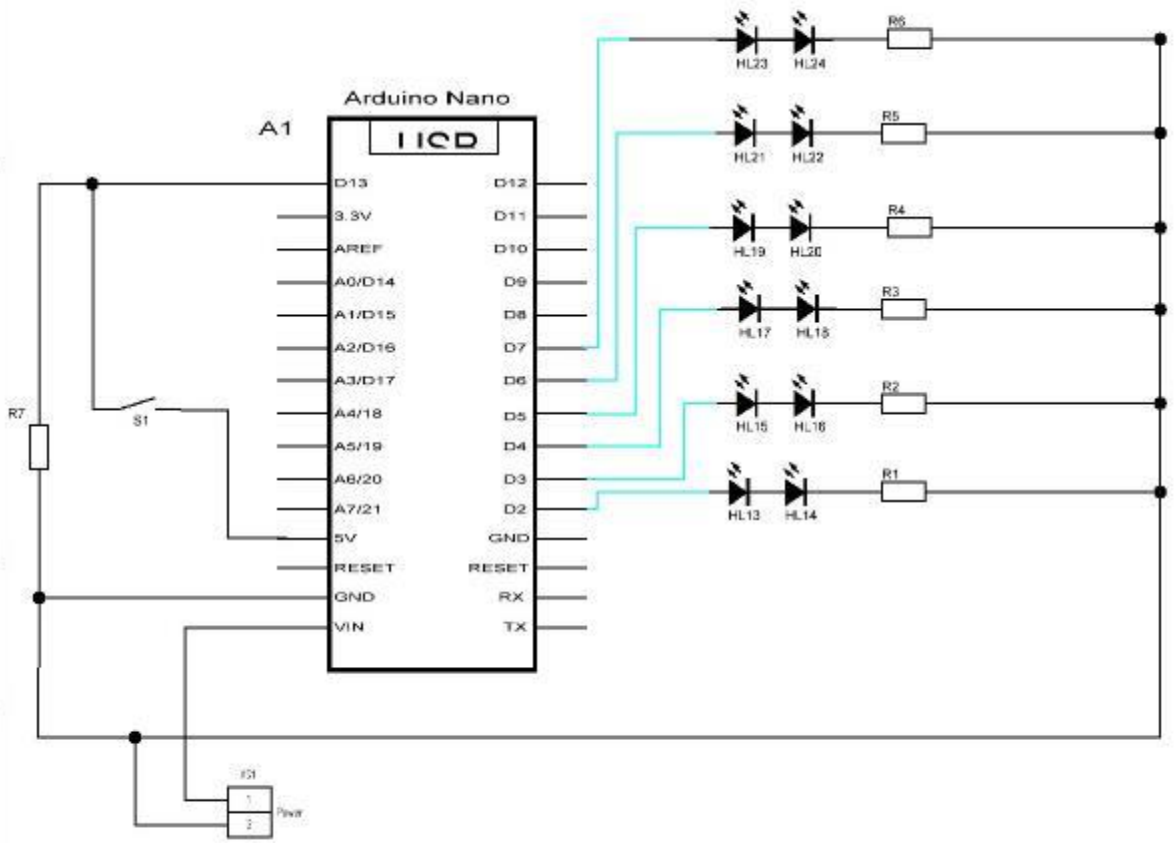 R6
HL23 HL24
Arduino Nano
A1
R5
HL21 HL22
D13 D12
3.3V D11
R4
AREF D10
HL19 HL20
A0/D14 D9
R3
A1/D15 D8
HL17 HL18
A2/D16 D7
A3/D17 D6
R2
R7 S1 A4/18 D5
HL15 HL16
A5/19 D4
R1
A6/20 D3
A7/21 D2
HL13 HL14
5V GND
RESET RESET
GND RX
VIN TX
1 Power
2